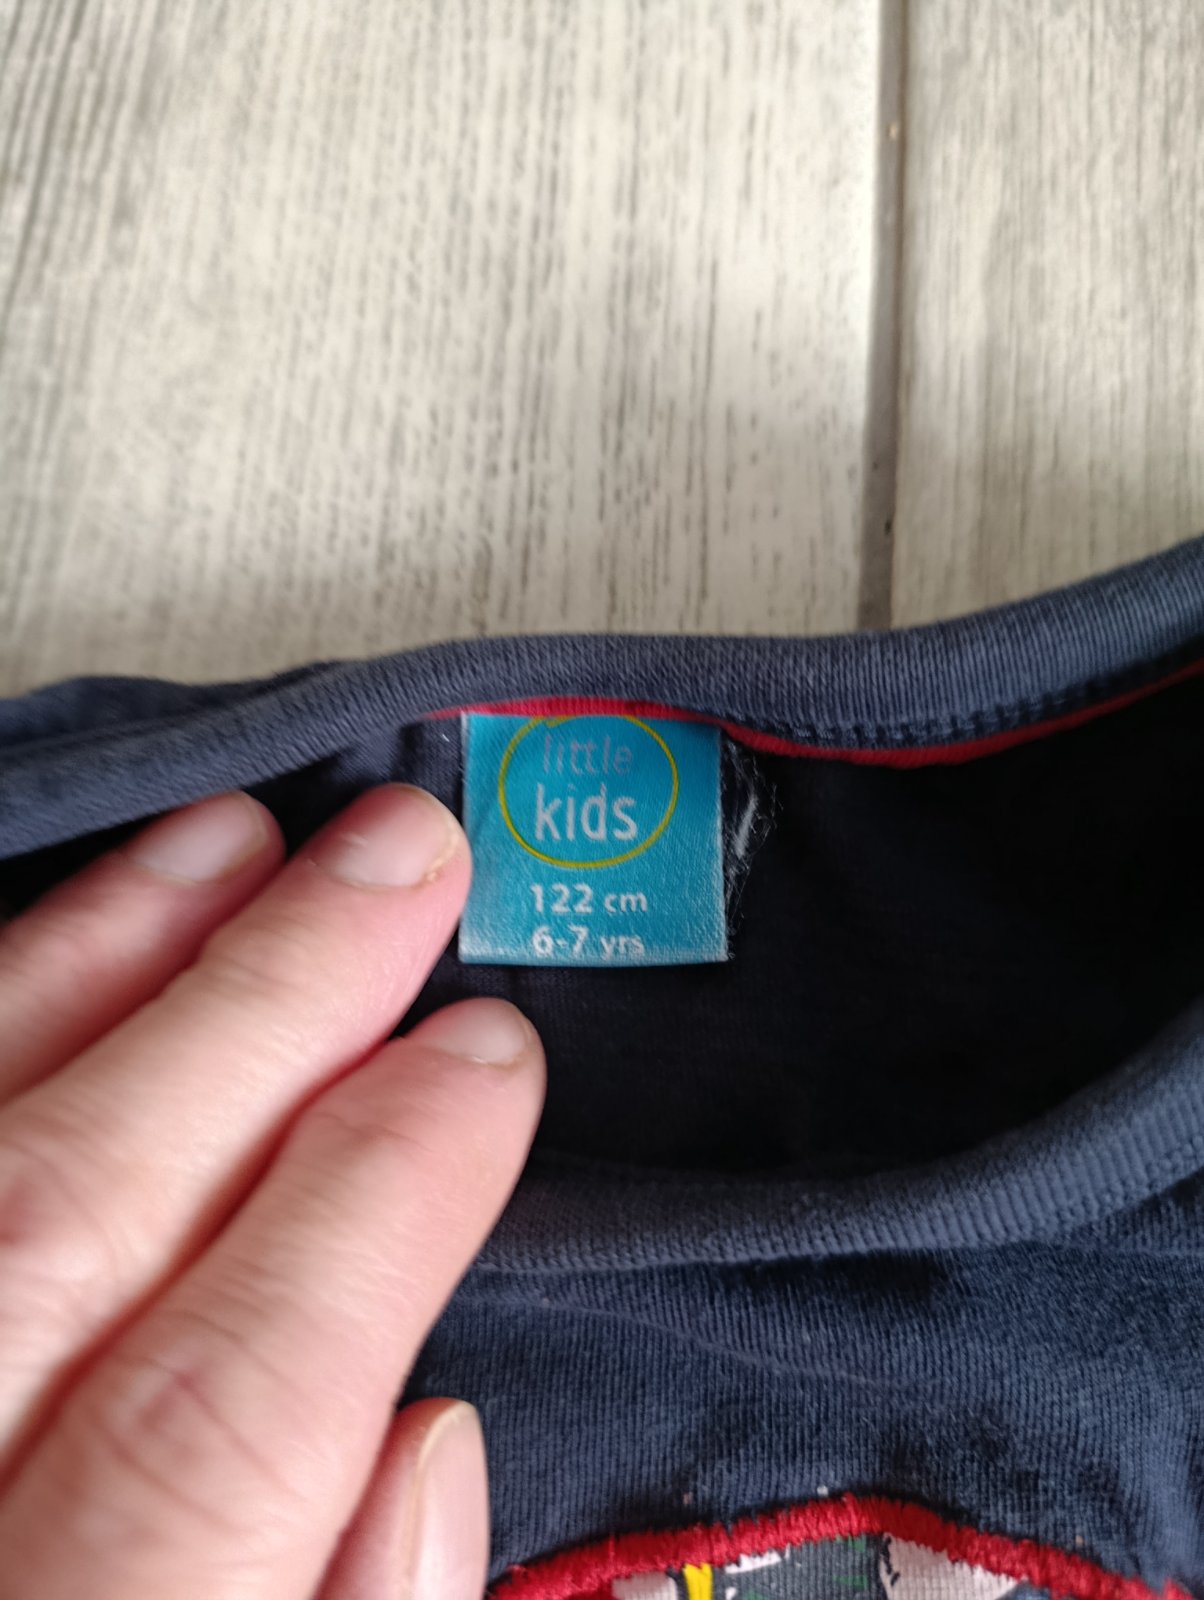 little
kids
122 cm
6-7 yrs